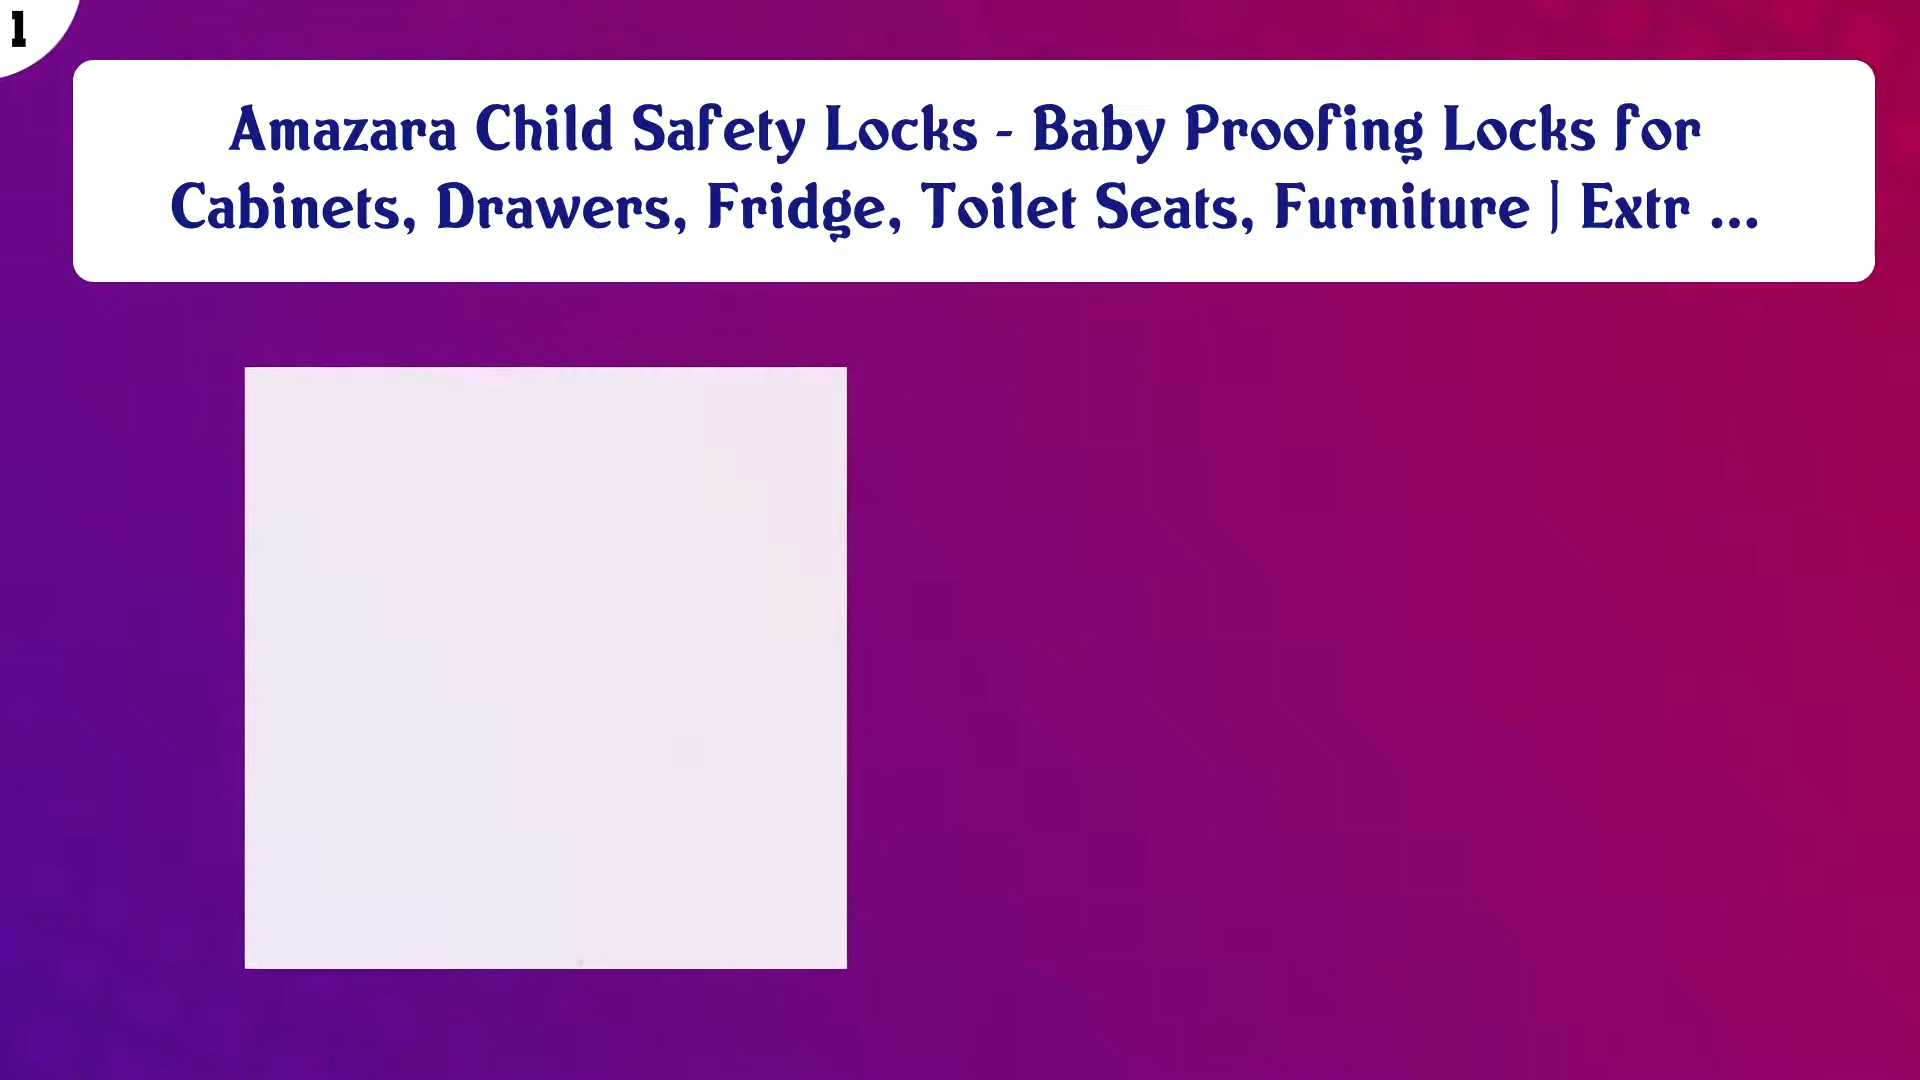 1
Amazara Child Safety Locks - Baby Proofing Locks for
Cabinets, Drawers, Fridge, Toilet Seats, Furniture | Extr ...